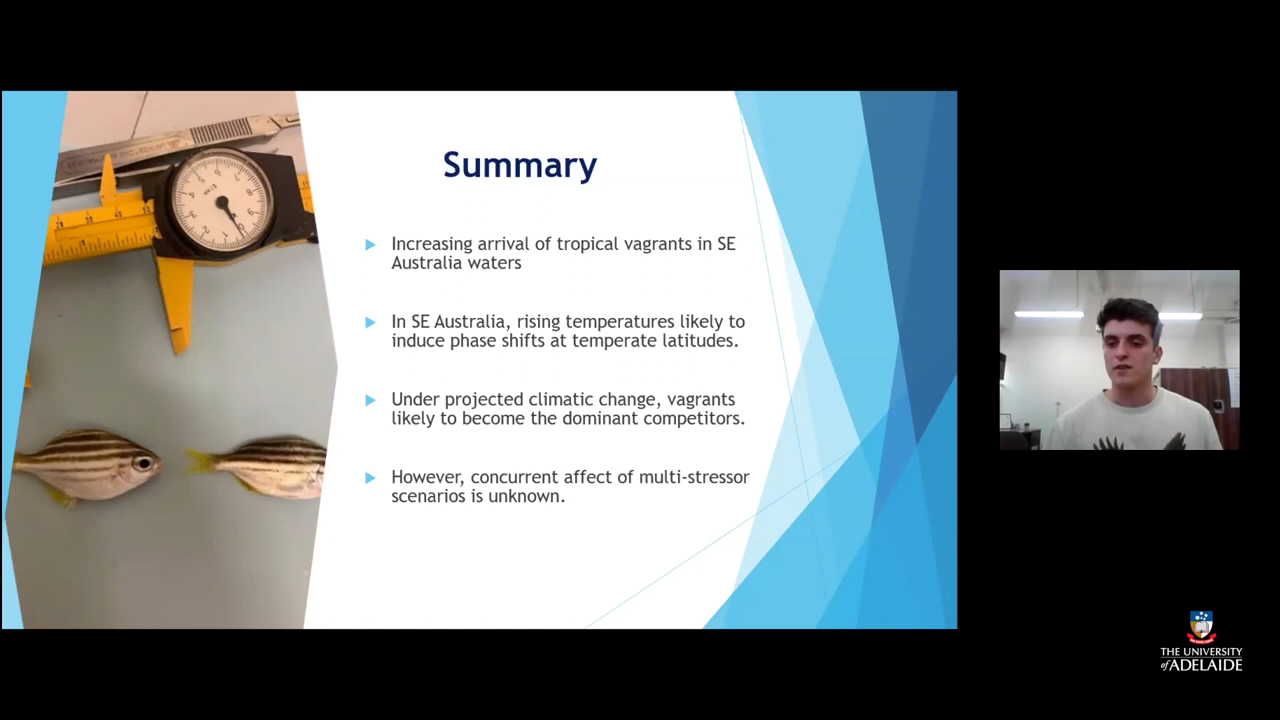 Summary
Increasing arrival of tropical vagrants in SE
Australia waters
In SE Australia, rising temperatures likely to
induce phase shifts at temperate latitudes.
Under projected climatic change, vagrants
likely to become the dominant competitors.
However, concurrent affect of multi-stressor
scenarios is unknown.
THE UNIVERSITY
of ADELAIDE